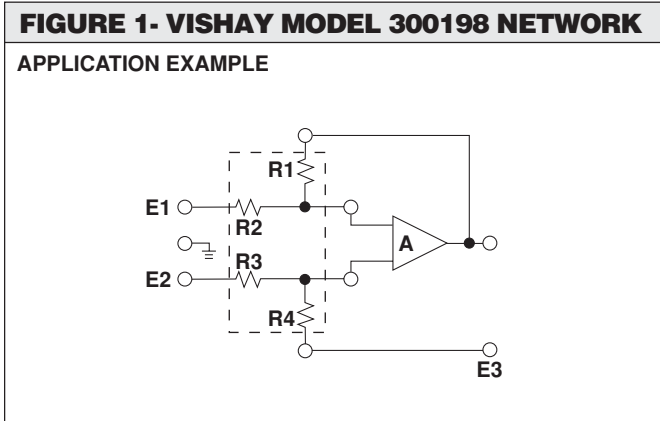 FIGURE 1- VISHAY MODEL 300198 NETWORK
APPLICATION EXAMPLE
R1
E1
R2
A
R3
E2
R4
E3